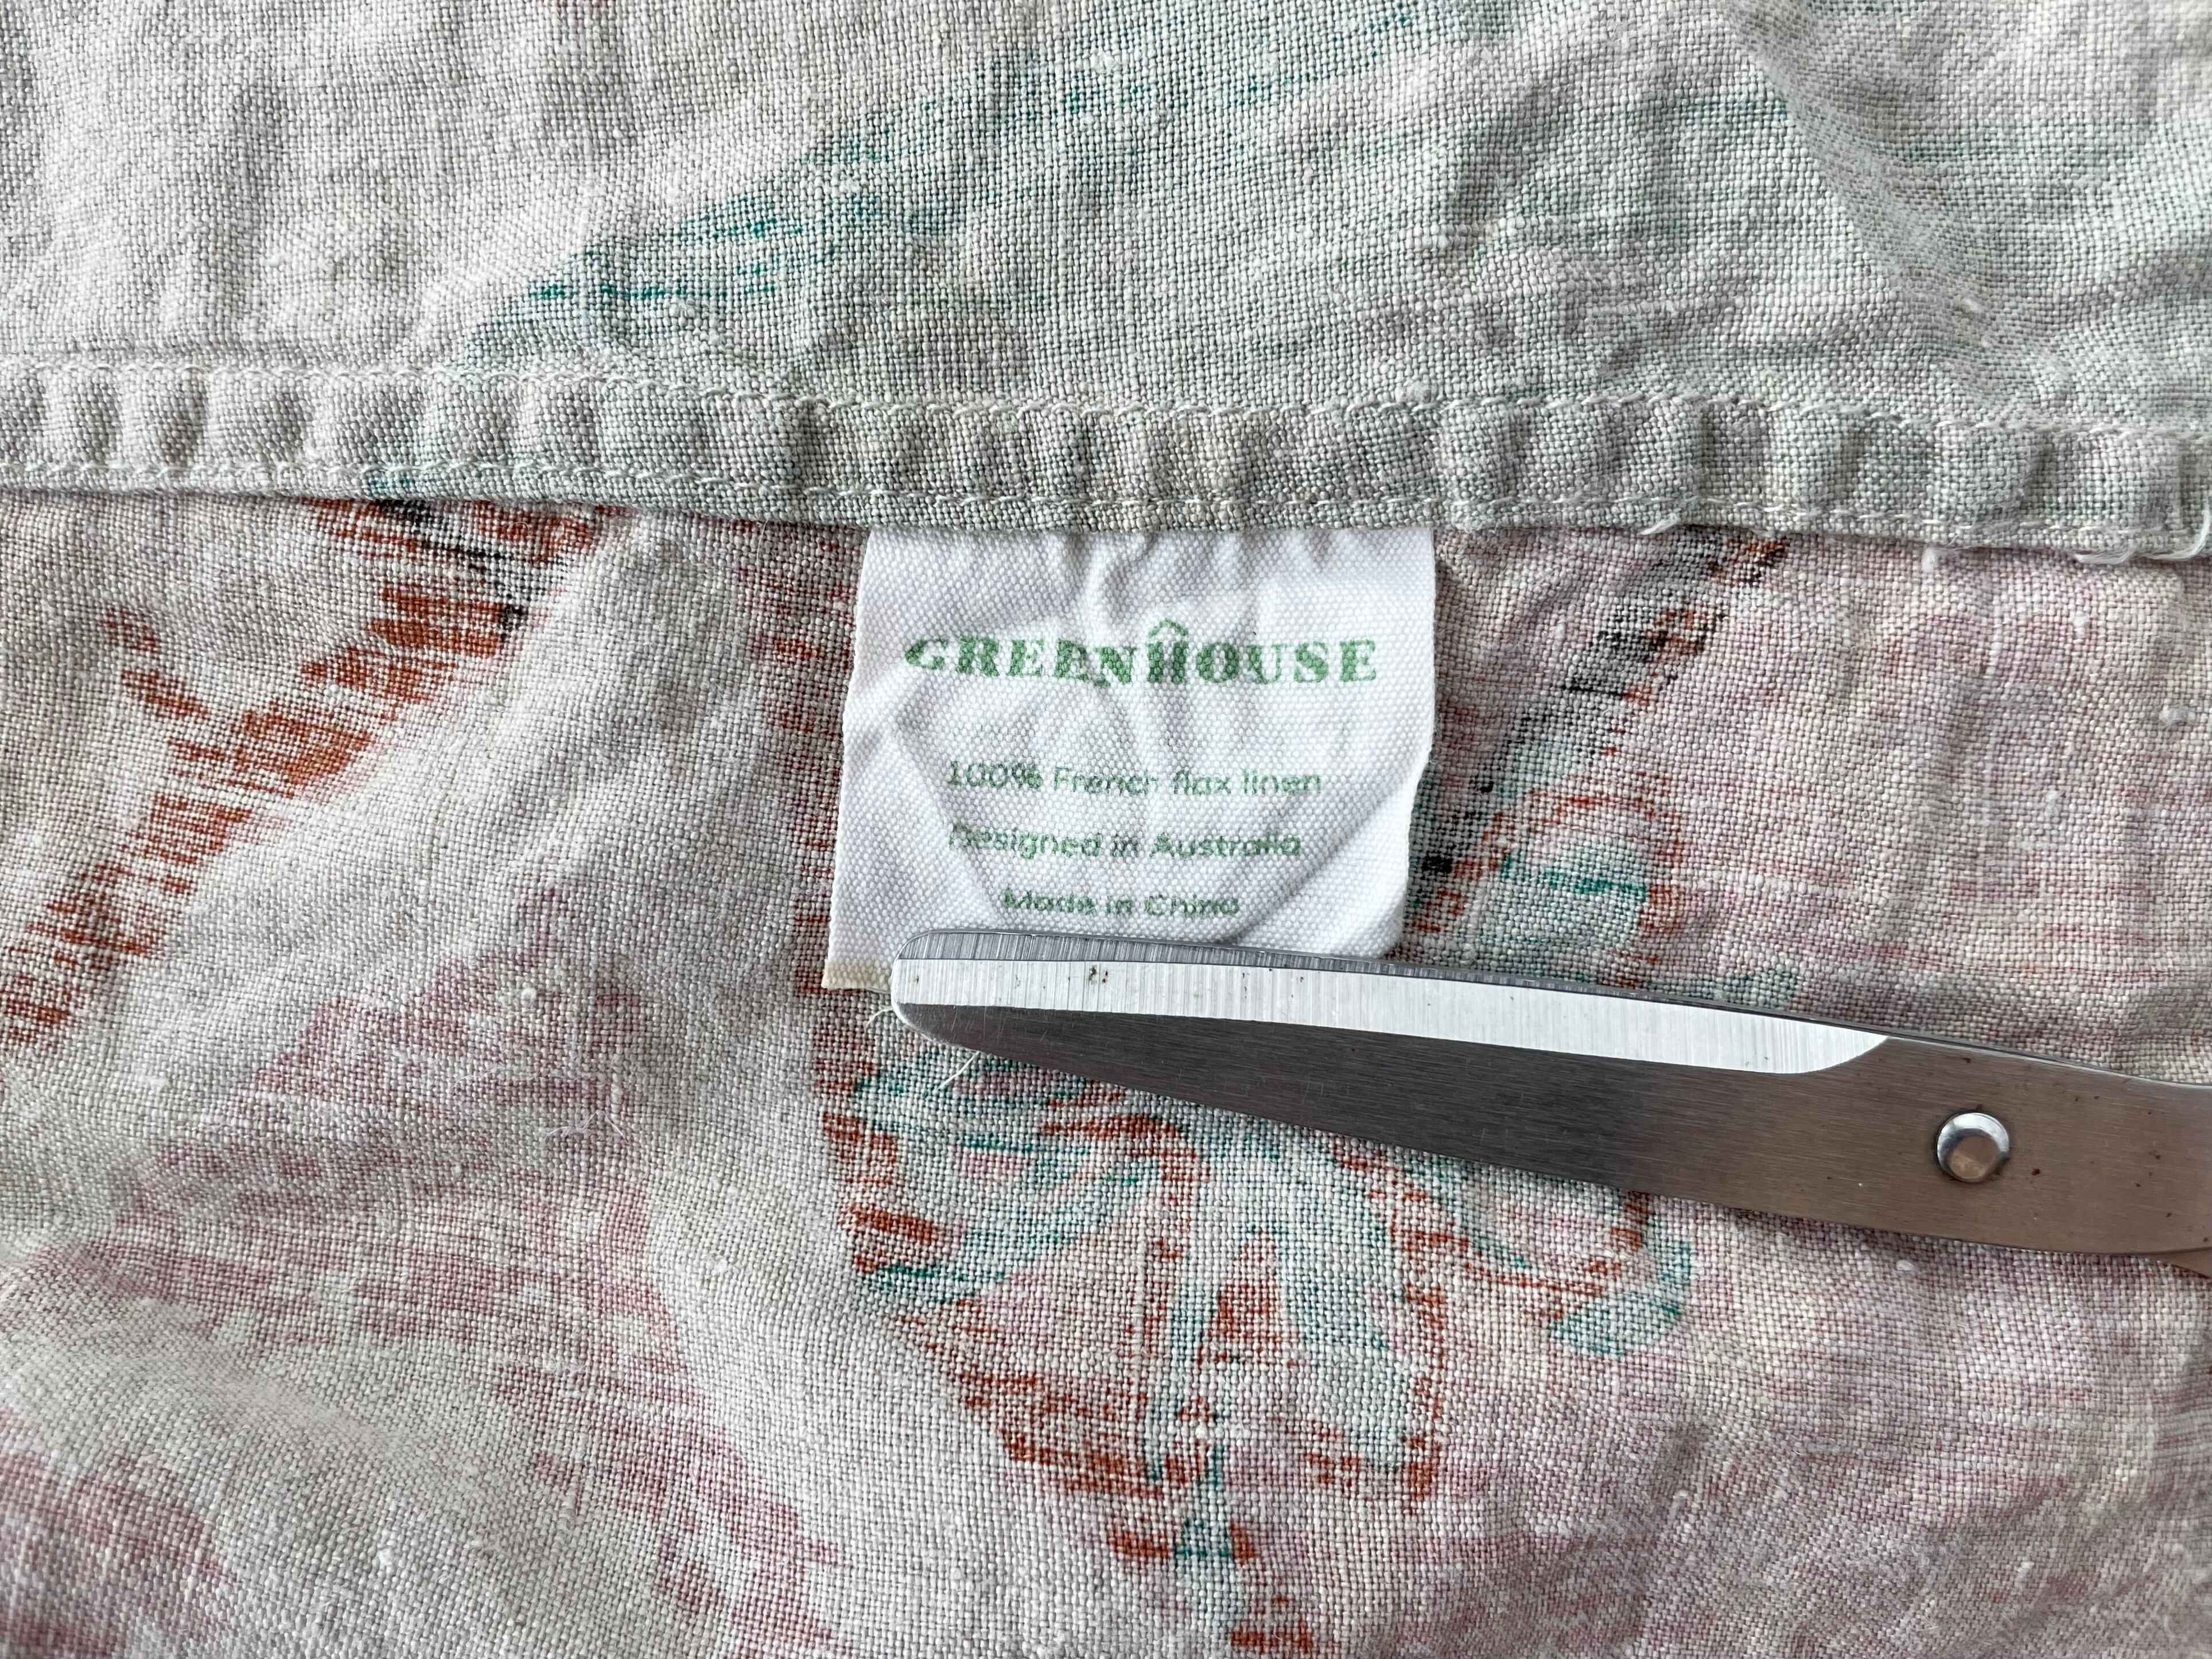 GREENHOUSE
100% French flax linen
Designed in Australia
Made in China